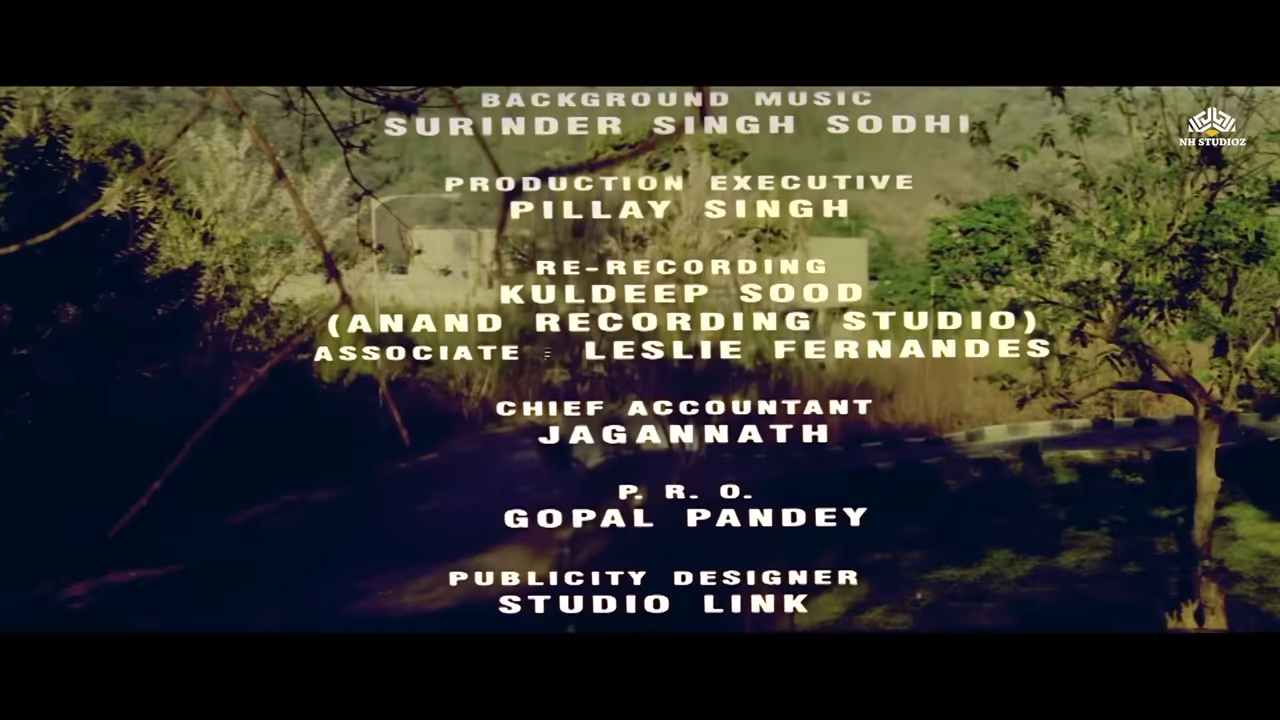 BACKGROUND MUSIC
SURINDER SINGH SODHI
NH STUDIOZ
PRODUCTION EXECUTIVE
PILLAY SINGH
RE-RECORDING
KULDEEP SOOD
(ANAND RECORDING STUDIO)
ASSOCIATE : LESLIE FERNANDES
CHIEF ACCOUNTANT
JAGANNATH
P. R. O.
GOPAL PANDEY
PUBLICITY DESIGNER
STUDIO LINK